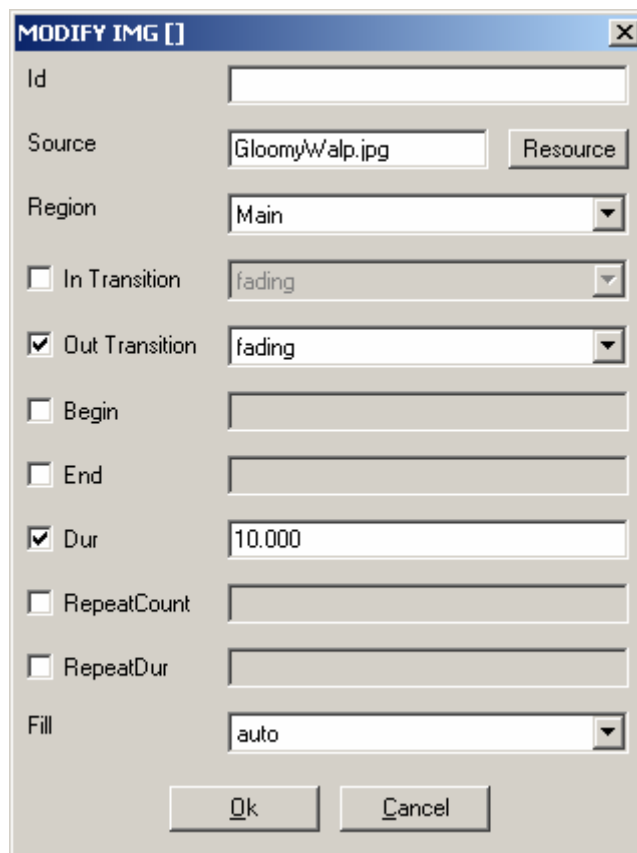 MODIFY IMG []
Id
Source GloomyWalp.jpg Resource
Region Main
In Transition fading
Out Transition fading
Begin
End
Dur 10.000
RepeatCount
RepeatDur
Fill auto
Ok Cancel